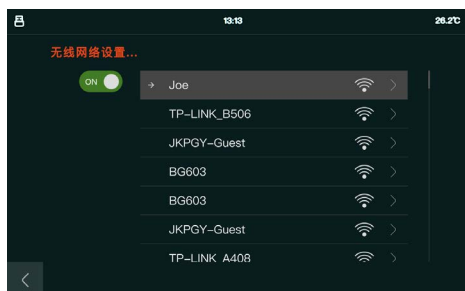 13:13
26.2℃
无线网络设置...
ON
Joe
TP-LINK_B506
JKPGY-Guest
BG603
BG603
JKPGY-Guest
TP-LINK_A408